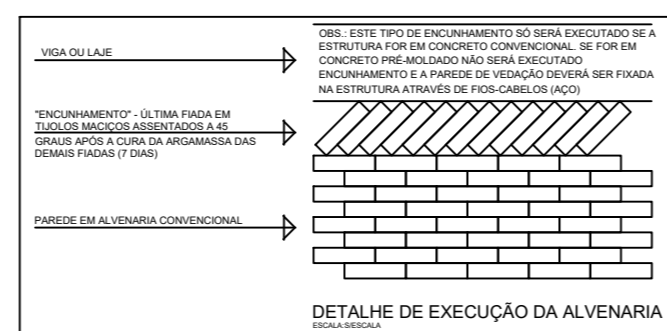 OBS.: ESTE TIPO DE ENCUNHAMENTO SÓ SERÁ EXECUTADO SE A
ESTRUTURA FOR EM CONCRETO CONVENCIONAL. SE FOR EM
CONCRETO PRÉ-MOLDADO NÃO SERÁ EXECUTADO
ENCUNHAMENTO E A PAREDE DE VEDAÇÃO DEVERÁ SER FIXADA
NA ESTRUTURA ATRAVÉS DE FIOS-CABELOS (AÇO)
VIGA OU LAJE
"ENCUNHAMENTO" - ÚLTIMA FIADA EM
TIJOLOS MACIÇOS ASSENTADOS A 45
GRAUS APÓS A CURA DA ARGAMASSA DAS
DEMAIS FIADAS (7 DIAS)
PAREDE EM ALVENARIA CONVENCIONAL
DETALHE DE EXECUÇÃO DA ALVENARIA
ESCALA:S/ESCALA